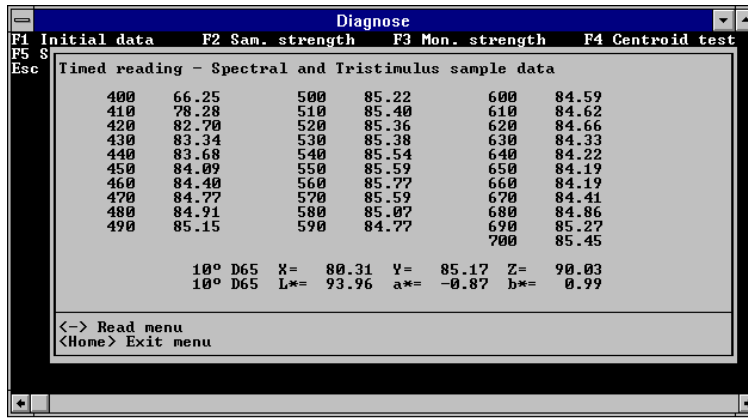 Diagnose
F1 Initial data F2 Sam. strength F3 Mon. strength F4 Centroid test
F5 S
Esc
Timed reading - Spectral and Tristimulus sample data
400 66.25 500 85.22 600 84.59
410 78.28 510 85.40 610 84.62
420 82.70 520 85.36 620 84.66
430 83.34 530 85.38 630 84.33
440 83.68 540 85.54 640 84.22
450 84.09 550 85.59 650 84.19
460 84.40 560 85.77 660 84.19
470 84.77 570 85.59 670 84.41
480 84.91 580 85.07 680 84.86
490 85.15 590 84.77 690 85.27
700 85.45
10° D65 X= 80.31 Y= 85.17 Z= 90.03
10° D65 L*= 93.96 a*= -0.87 b*= 0.99
<-> Read menu
<Home> Exit menu